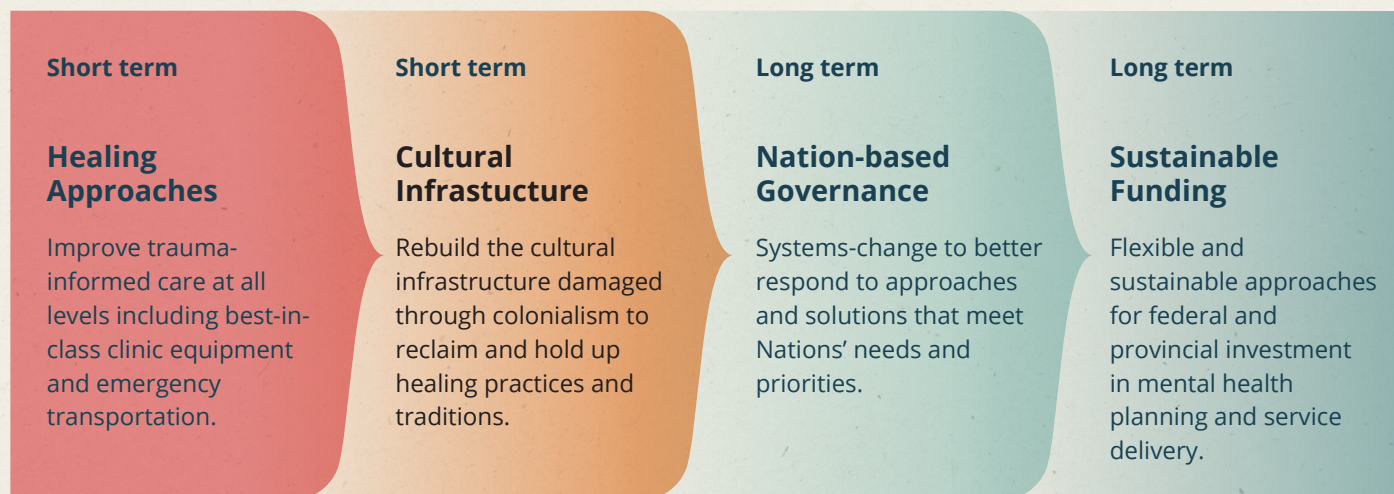 Short term
Healing
Approaches
Improve trauma-
informed care at all
levels including best-in-
class clinic equipment
and emergency
transportation.
Short term
Cultural
Infrastucture
Rebuild the cultural
infrastructure damaged
through colonialism to
reclaim and hold up
healing practices and
traditions.
Long term
Nation-based
Governance
Systems-change to better
respond to approaches
and solutions that meet
Nations’ needs and
priorities.
Long term
Sustainable
Funding
Flexible and
sustainable approaches
for federal and
provincial investment
in mental health
planning and service
delivery.